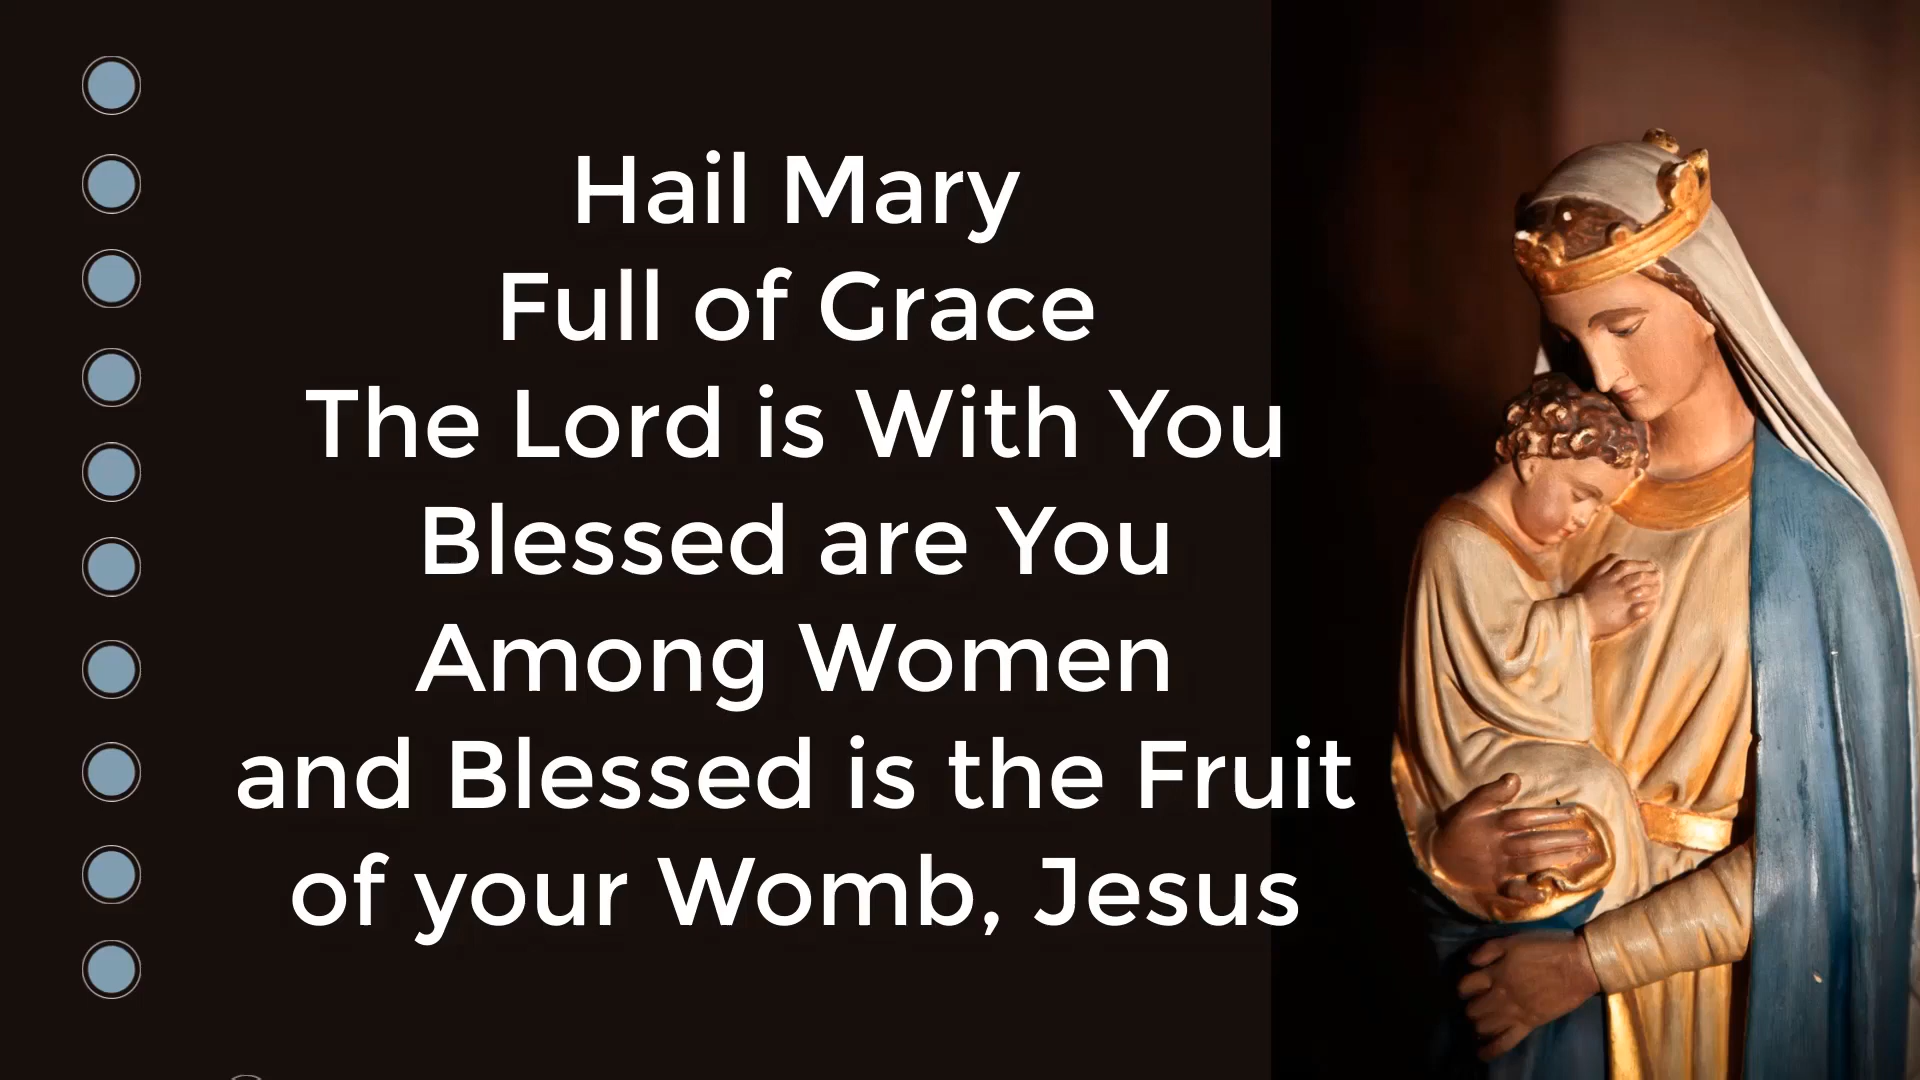 Hail Mary
Full of Grace
The Lord is With You
Blessed are You
Among Women
and Blessed is the Fruit
of your Womb, Jesus